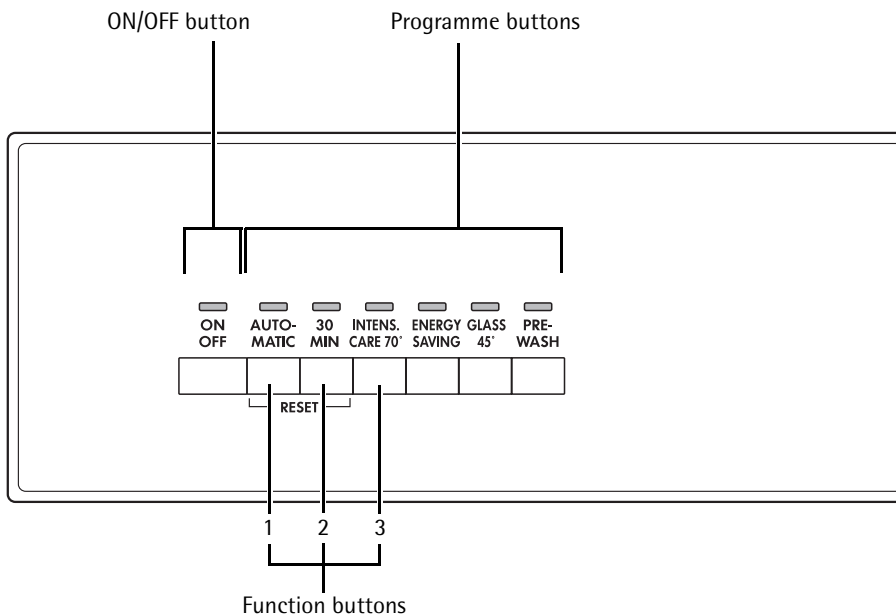 ON/OFF button
Programme buttons
ON OFF
AUTO-MATIC
30 MIN
INTENS. CARE 70°
ENERGY SAVING
GLASS 45°
PRE-WASH
RESET
1 2 3
Function buttons